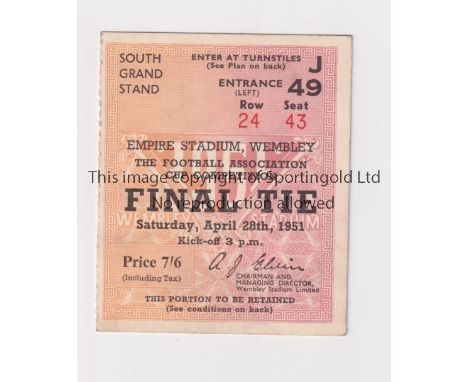 SOUTH
GRAND
STAND
ENTER AT TURNSTILES
(See Plan on back)
J
ENTRANCE
(LEFT)
49
Row
Seat
24
43
EMPIRE STADIUM, WEMBLEY
THE FOOTBALL ASSOCIATION
CUP COMPETITION
This image copyright of Sportingold Ltd
FINAL TIE
No reproduction allowed
WEMBLEY STADIUM
Saturday, April 28th, 1951
Kick-off 3 p.m.
Price 7/6
(Including Tax)
A J Elvin
CHAIRMAN AND
MANAGING DIRECTOR,
Wembley Stadium Limited
THIS PORTION TO BE RETAINED
(See conditions on back)